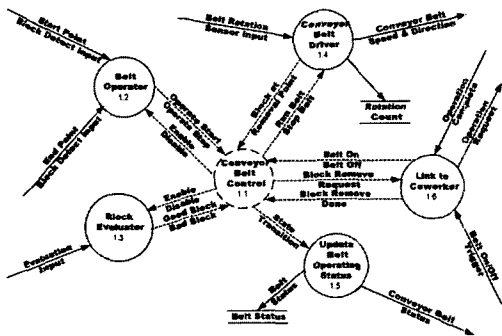 Start Point
Block Detect Input
Belt Rotation
Sensor Input
Conveyor
Belt
Driver
1.4
Conveyor Belt
Speed & Direction
Rotation
Count
Belt
Operator
1.2
Operate Start
Enable
Disable
Block at
Removal Point
Run Belt
Stop Belt
Operation
Complete
Operation
Request
End Point
Block Detect Input
Conveyor
Belt
Control
1.1
Belt On
Belt Off
Block Remove
Request
Block Remove
Done
Link to
Coworker
1.6
Block
Evaluator
1.3
Enable
Disable
Good Block
Bad Block
Evaluation
Input
State
Transition
Update
Belt
Operating
Status
1.5
Belt On/Off
Trigger
Belt
Status
Belt Status
Conveyor Belt
Status